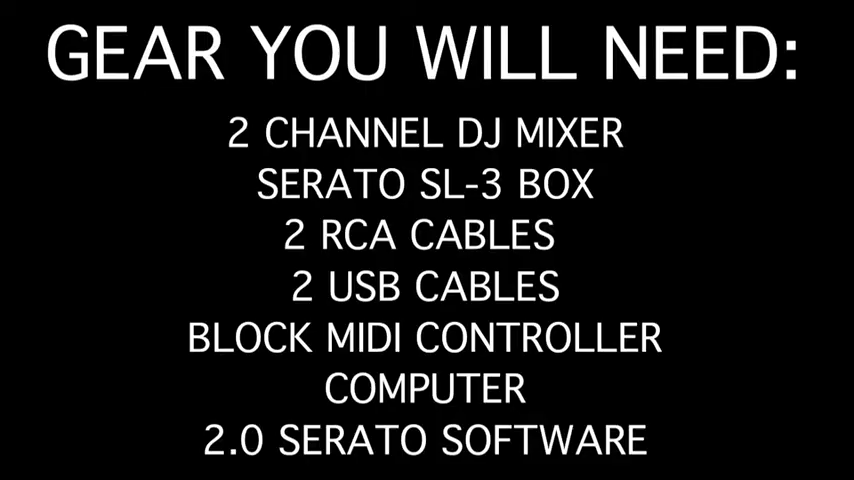 GEAR YOU WILL NEED:
2 CHANNEL DJ MIXER
SERATO SL-3 BOX
2 RCA CABLES
2 USB CABLES
BLOCK MIDI CONTROLLER
COMPUTER
2.0 SERATO SOFTWARE